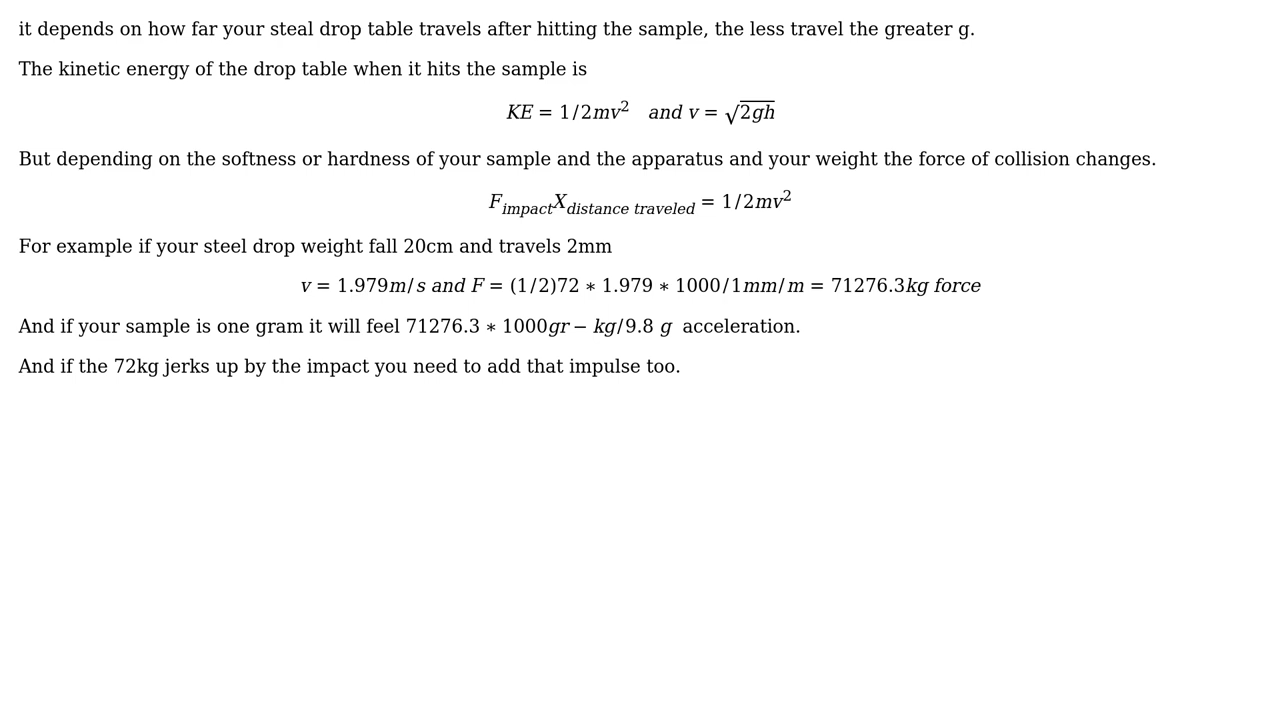 it depends on how far your steal drop table travels after hitting the sample, the less travel the greater g.
The kinetic energy of the drop table when it hits the sample is
KE = 1/2mv² and v = √2gh
But depending on the softness or hardness of your sample and the apparatus and your weight the force of collision changes.
F_impact X_distance traveled = 1/2mv²
For example if your steel drop weight fall 20cm and travels 2mm
v = 1.979m/s and F = (1/2)72 ∗ 1.979 ∗ 1000/1mm/m = 71276.3kg force
And if your sample is one gram it will feel 71276.3 ∗ 1000gr − kg/9.8 g acceleration.
And if the 72kg jerks up by the impact you need to add that impulse too.